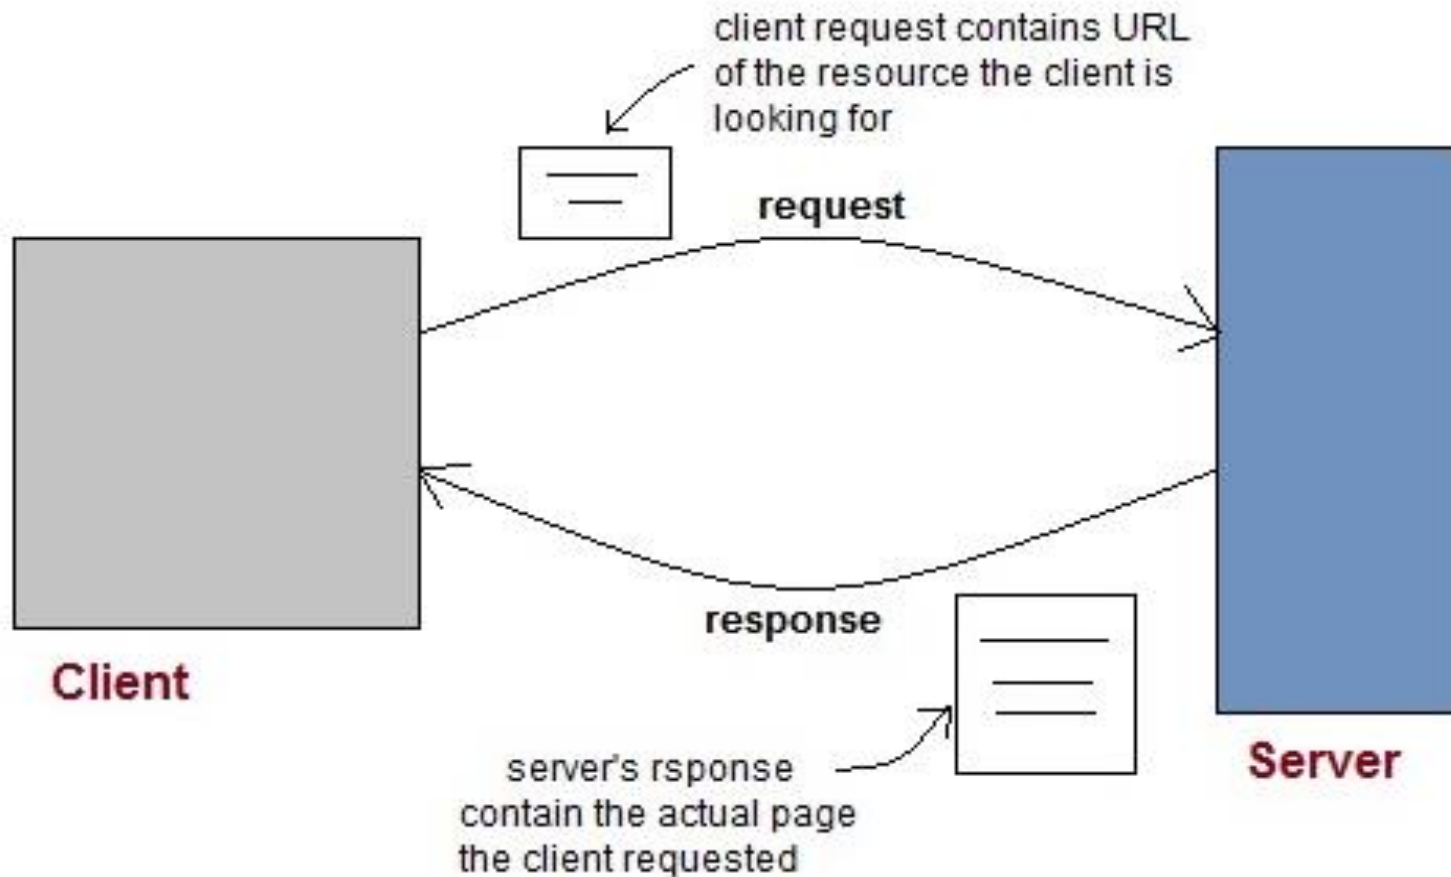 client request contains URL
of the resource the client is
looking for
request
response
Client
Server
server's rsponse
contain the actual page
the client requested